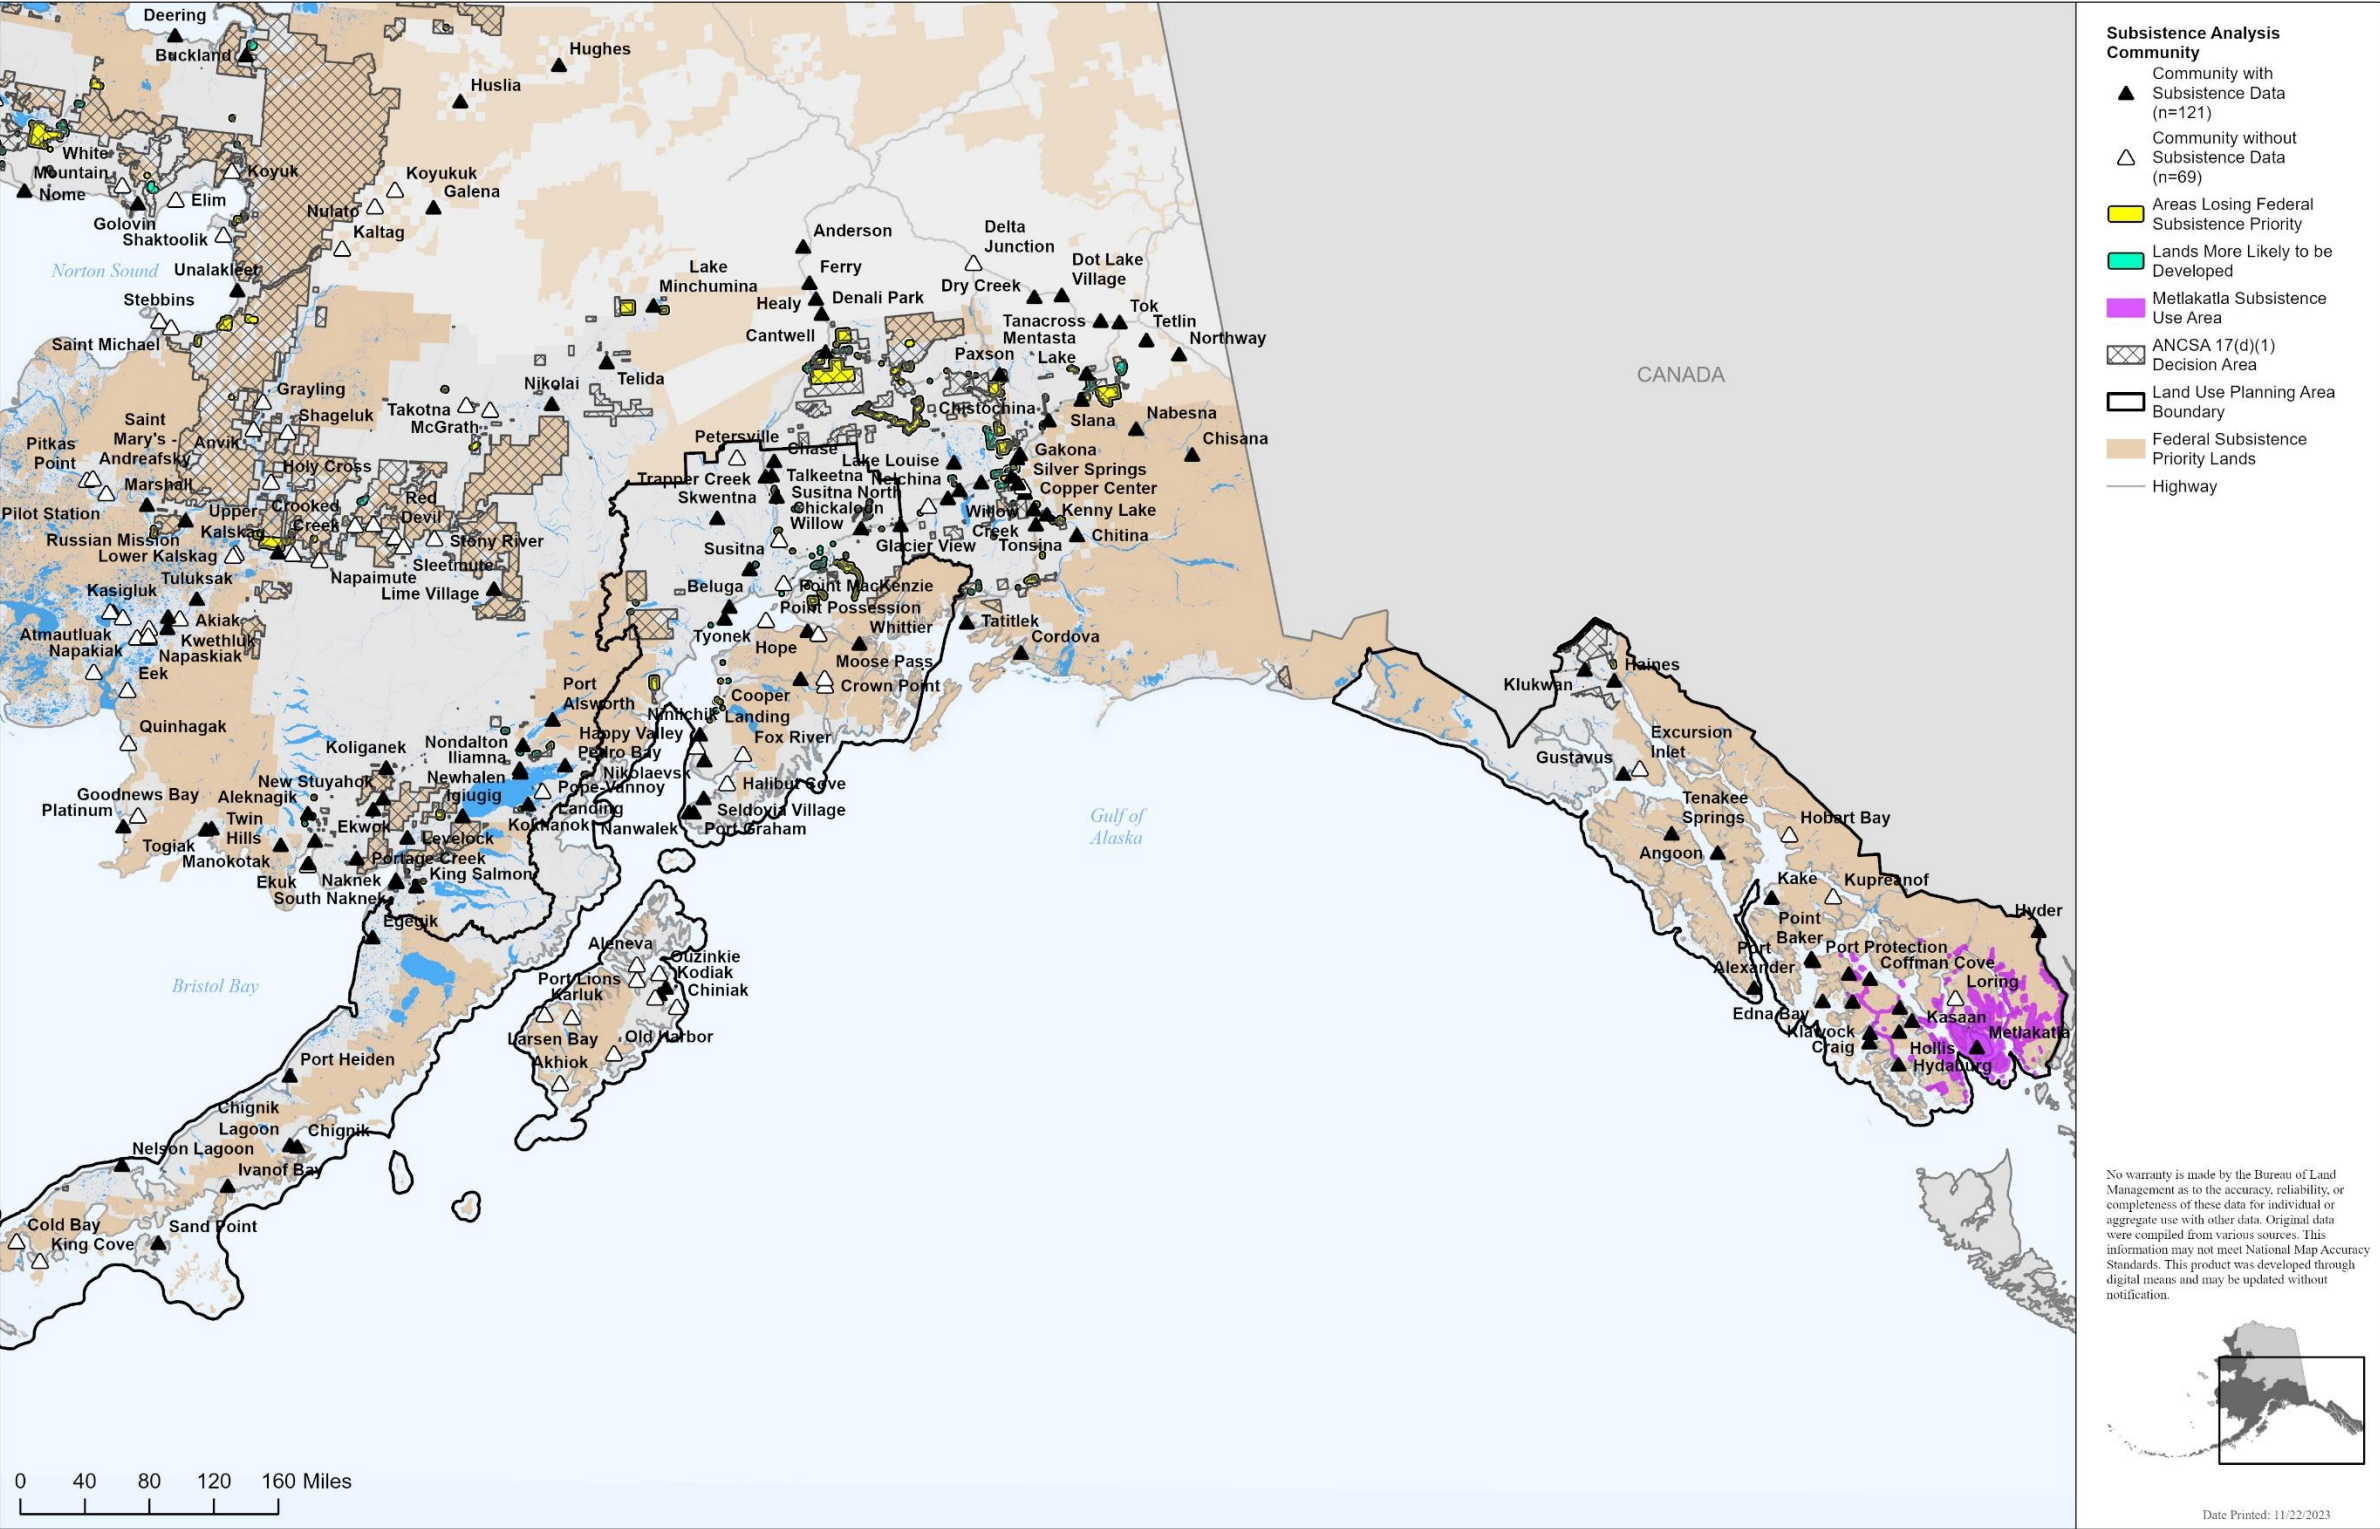 Deering
Buckland
Hughes
Huslia
White
Mountain
Nome
Koyuk
Koyukuk
Galena
Elim
Nulato
Golovin
Shaktoolik
Kaltag
Norton Sound
Unalakleet
Stebbins
Saint Michael
Anderson
Delta
Junction
Ferry
Lake
Minchumina
Healy
Denali Park
Dry Creek
Dot Lake
Village
Cantwell
Tok
Tanacross
Tetlin
Mentasta
Lake
Northway
Paxson
Nikolai
Telida
Grayling
Shageluk
Takotna
McGrath
Chistochina
Slana
Nabesna
Chisana
CANADA
Saint
Mary's -
Andreafsky
Pitkas
Point
Anvik
Holy Cross
Marshall
Pilot Station
Petersville
Chase
Lake Louise
Gakona
Trapper Creek
Talkeetna
Nelchina
Silver Springs
Skwentna
Susitna North
Copper Center
Chickaloon
Willow
Willow
Creek
Kenny Lake
Red
Devil
Crooked
Creek
Upper
Kalskag
Russian Mission
Lower Kalskag
Stony River
Susitna
Glacier View
Tonsina
Chitina
Tuluksak
Napaimute
Sleetmute
Lime Village
Kasigluk
Beluga
Point MacKenzie
Point Possession
Akiak
Atmautluak
Napakiak
Kwethluk
Napaskiak
Whittier
Tatitlek
Tyonek
Hope
Cordova
Eek
Moose Pass
Crown Point
Cooper
Landing
Quinhagak
Port
Alsworth
Ninilchik
Happy Valley
Fox River
Koliganek
Nondalton
Iliamna
Pedro Bay
Nikolaevsk
Newhalen
New Stuyahok
Igiugig
Pope-Vannoy
Landing
Halibut Cove
Goodnews Bay
Platinum
Aleknagik
Seldovia Village
Kokhanok
Nanwalek
Port Graham
Twin
Hills
Togiak
Manokotak
Ekwok
Levelock
Portage Creek
Ekuk
Naknek
King Salmon
South Naknek
Egegik
Gulf of
Alaska
Bristol Bay
Aleneva
Ouzinkie
Kodiak
Port Lions
Karluk
Chiniak
Larsen Bay
Old Harbor
Akhiok
Port Heiden
Chignik
Lagoon
Chignik
Nelson Lagoon
Ivanof Bay
Cold Bay
Sand Point
King Cove
Haines
Klukwan
Excursion
Inlet
Gustavus
Tenakee
Springs
Hobart Bay
Angoon
Kake
Kupreanof
Hyder
Point
Baker
Port
Alexander
Port Protection
Coffman Cove
Loring
Edna Bay
Kasaan
Klawock
Metlakatla
Craig
Hollis
Hydaburg
0 40 80 120 160 Miles
Subsistence Analysis
Community
Community with
Subsistence Data
(n=121)
Community without
Subsistence Data
(n=69)
Areas Losing Federal
Subsistence Priority
Lands More Likely to be
Developed
Metlakatla Subsistence
Use Area
ANCSA 17(d)(1)
Decision Area
Land Use Planning Area
Boundary
Federal Subsistence
Priority Lands
Highway
No warranty is made by the Bureau of Land
Management as to the accuracy, reliability, or
completeness of these data for individual or
aggregate use with other data. Original data
were compiled from various sources. This
information may not meet National Map Accuracy
Standards. This product was developed through
digital means and may be updated without
notification.
Date Printed: 11/22/2023